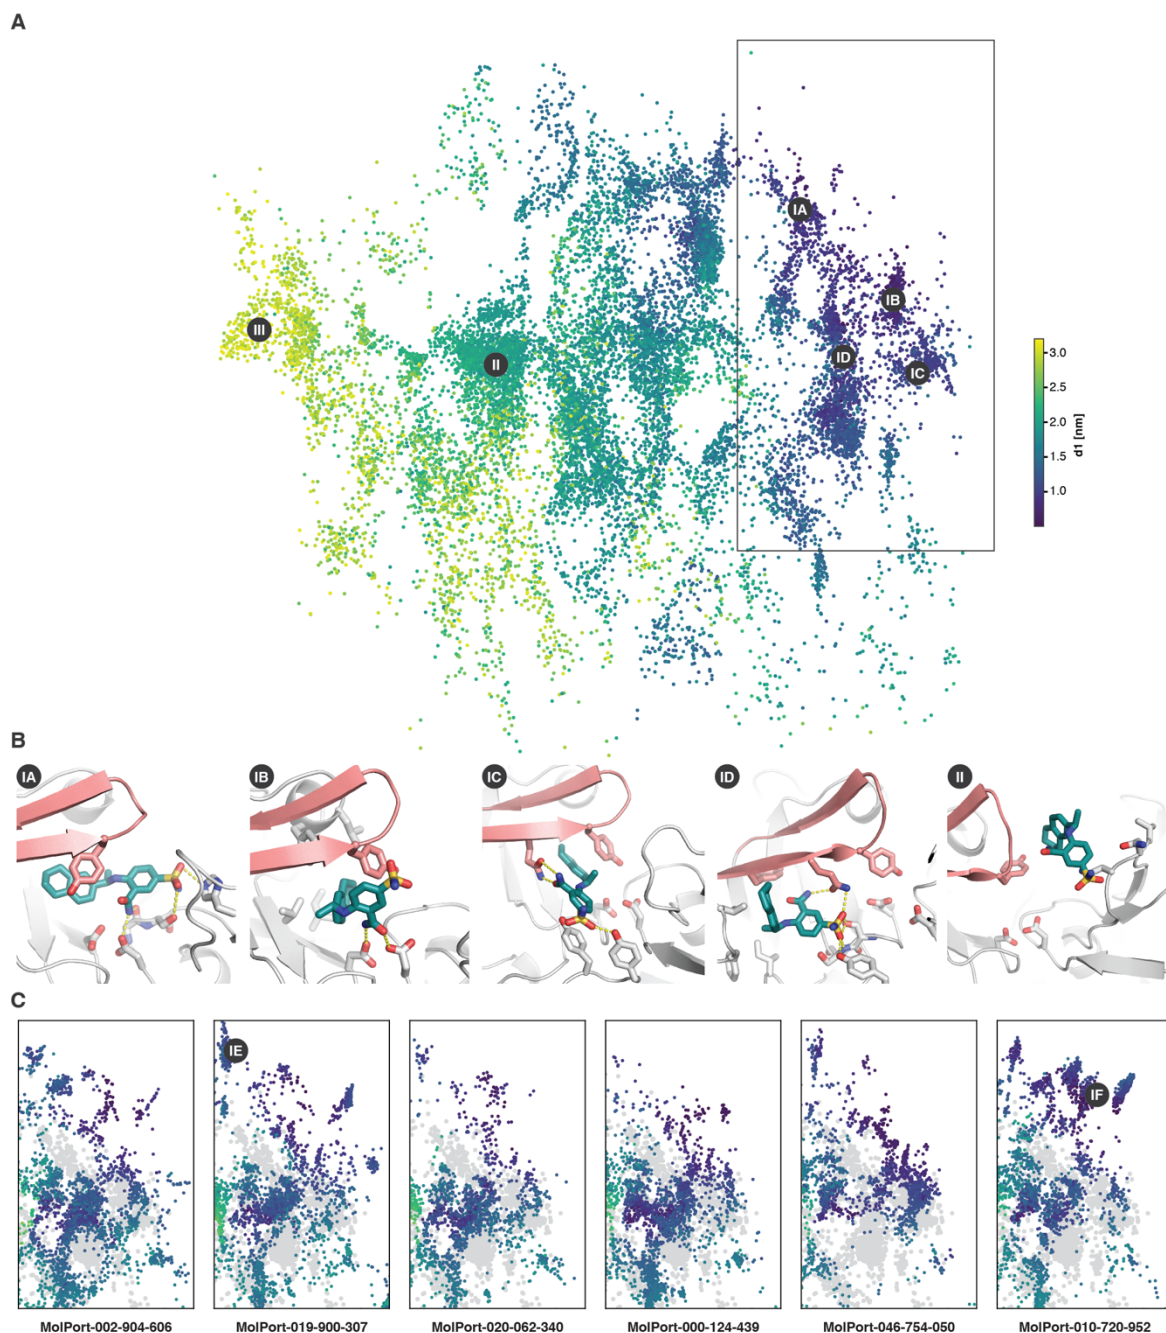 A
IA
IB
III
ID
II
IC
3.0
2.5
2.0
1.5
1.0
d1 [nm]
B
IA
IB
IC
ID
II
C
IE
IF
MolPort-002-904-606
MolPort-019-900-307
MolPort-020-062-340
MolPort-000-124-439
MolPort-046-754-050
MolPort-010-720-952